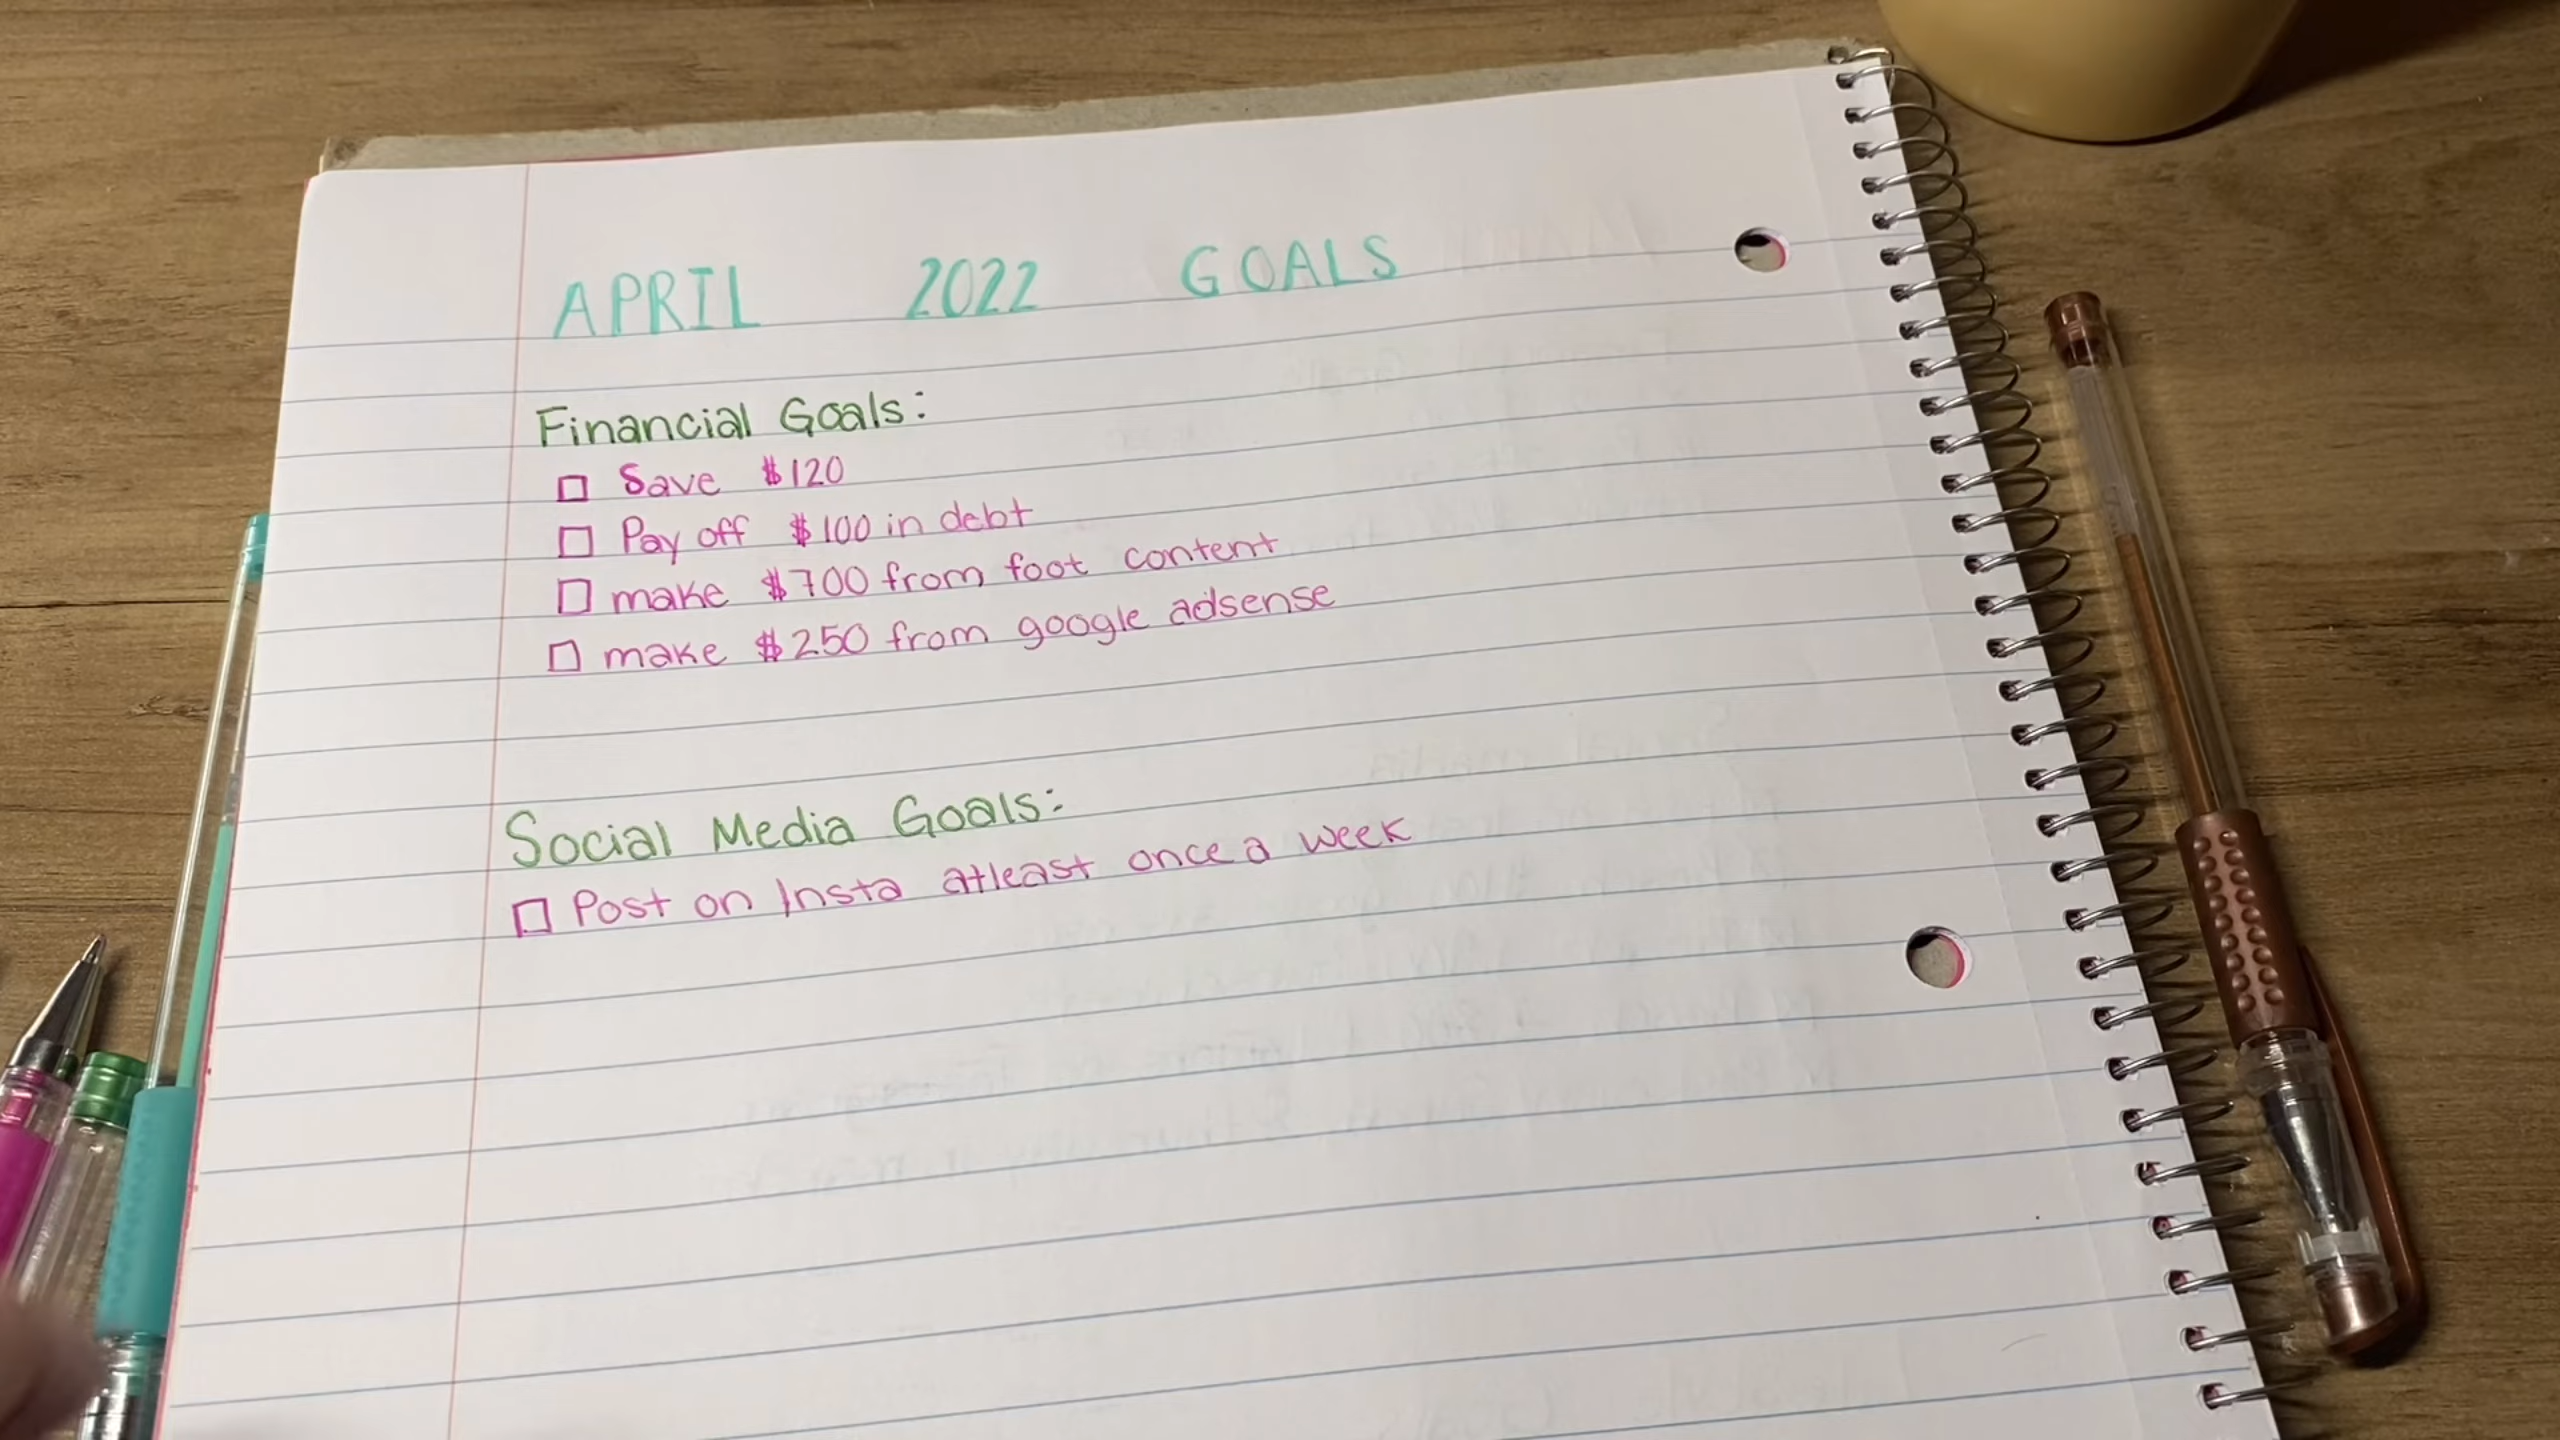 APRIL 2022 GOALS
Financial Goals:
Save $120
Pay off $100 in debt
make $700 from foot content
make $250 from google adsense
Social Media Goals:
Post on Insta atleast once a week